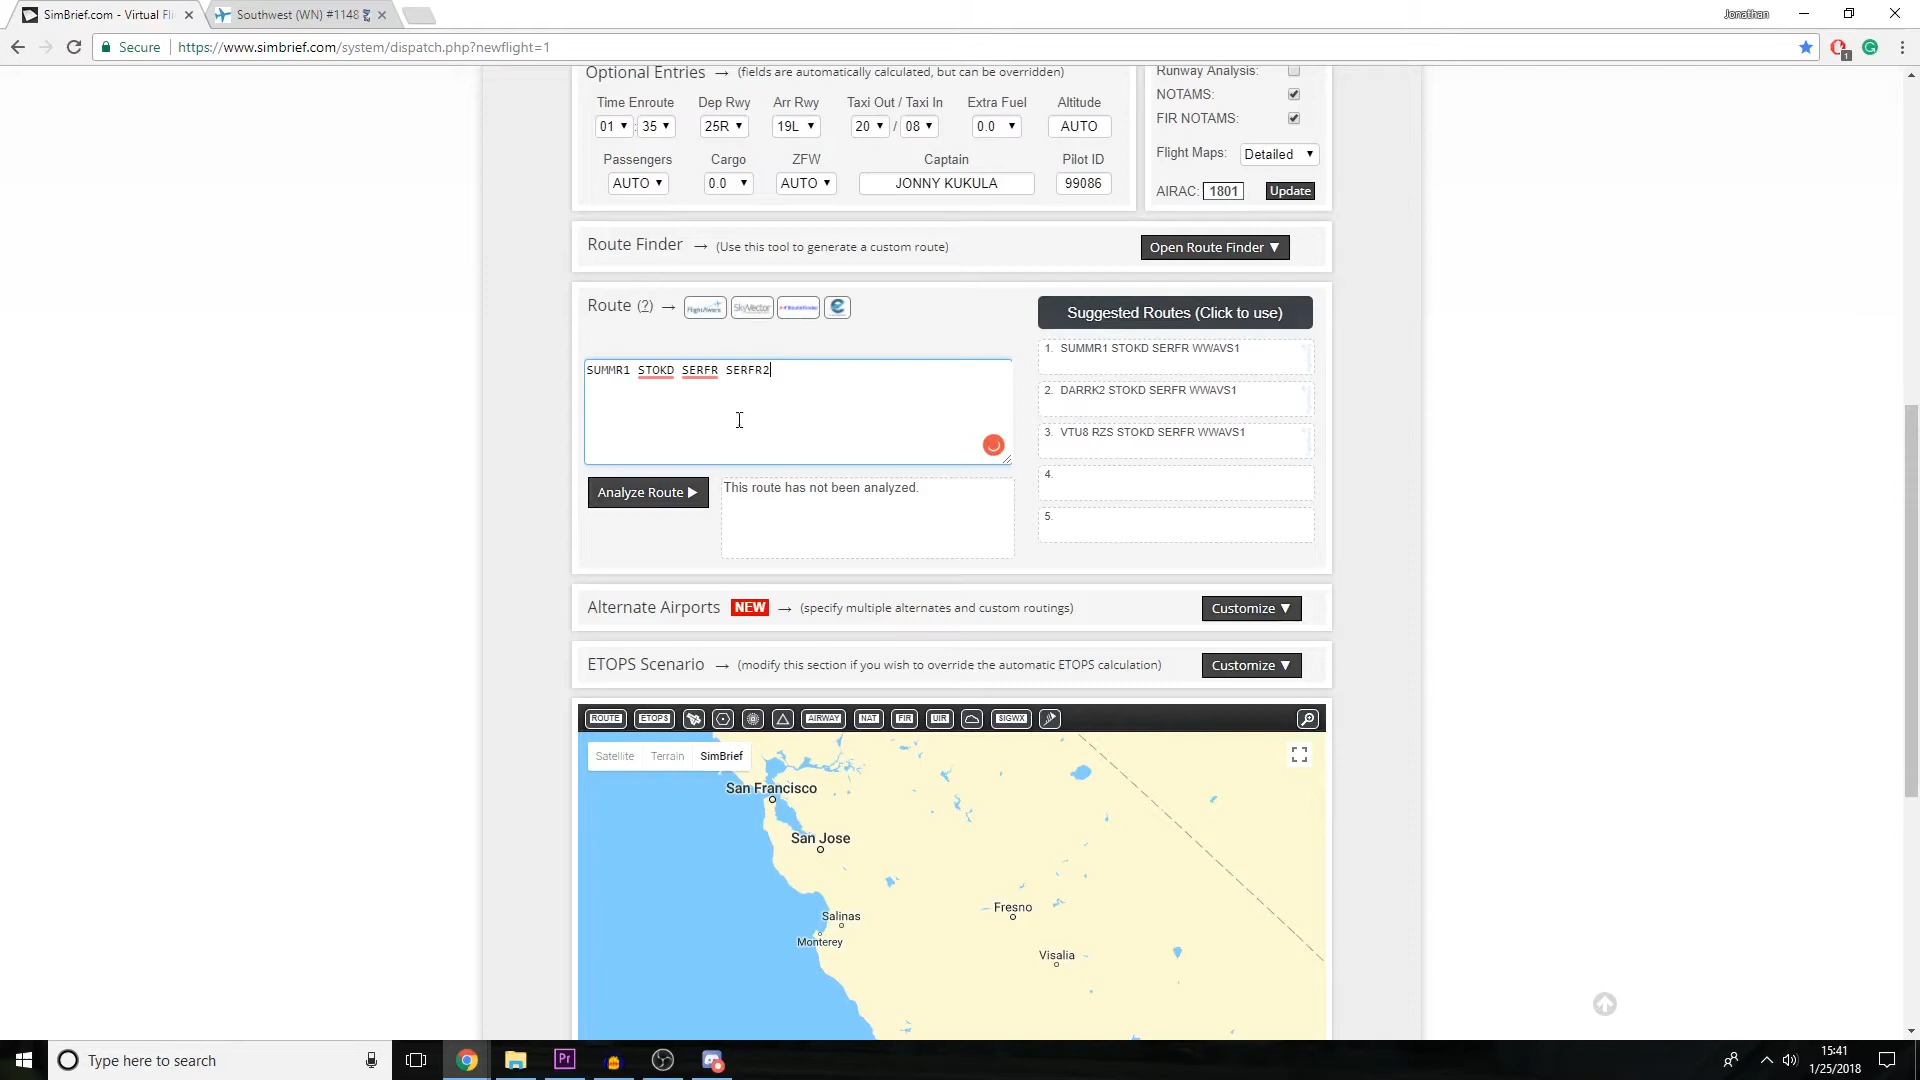 SimBrief.com - Virtual Fli
Southwest (WN) #1148
Jonathan
Secure
https://www.simbrief.com/system/dispatch.php?newflight=1
1
Optional Entries → (fields are automatically calculated, but can be overridden)
Time Enroute Dep Rwy Arr Rwy Taxi Out / Taxi In Extra Fuel Altitude
01 : 35 25R 19L 20 / 08 0.0 AUTO
Passengers Cargo ZFW Captain Pilot ID
AUTO 0.0 AUTO JONNY KUKULA 99086
Runway Analysis:
NOTAMS:
FIR NOTAMS:
Flight Maps: Detailed
AIRAC: 1801 Update
Route Finder → (Use this tool to generate a custom route)
Open Route Finder ▼
Route (?) → FlightAware SkyVector RouteFinder
SUMMR1 STOKD SERFR SERFR2
Analyze Route ▶
This route has not been analyzed.
Suggested Routes (Click to use)
1. SUMMR1 STOKD SERFR WWAVS1
2. DARRK2 STOKD SERFR WWAVS1
3. VTU8 RZS STOKD SERFR WWAVS1
4.
5.
Alternate Airports NEW → (specify multiple alternates and custom routings)
Customize ▼
ETOPS Scenario → (modify this section if you wish to override the automatic ETOPS calculation)
Customize ▼
ROUTE ETOPS AIRWAY NAT FIR UIR SIGWX
Satellite Terrain SimBrief
San Francisco
San Jose
Salinas
Monterey
Fresno
Visalia
Type here to search
Pr
15:41
1/25/2018